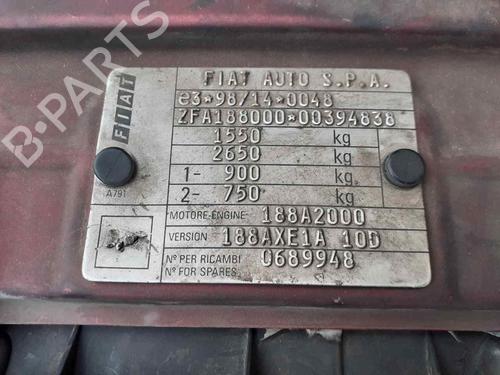 B-PARTS
FIAT AUTO S.P.A.
FIAT
e3*98/14*0048
ZFA188000*00394838
1550 kg
2650 kg
1- 900 kg
2- 750 kg
A791
MOTORE-ENGINE 188A2000
VERSION 188AXE1A 10D
Nº PER RICAMBI
Nº FOR SPARES 0689948